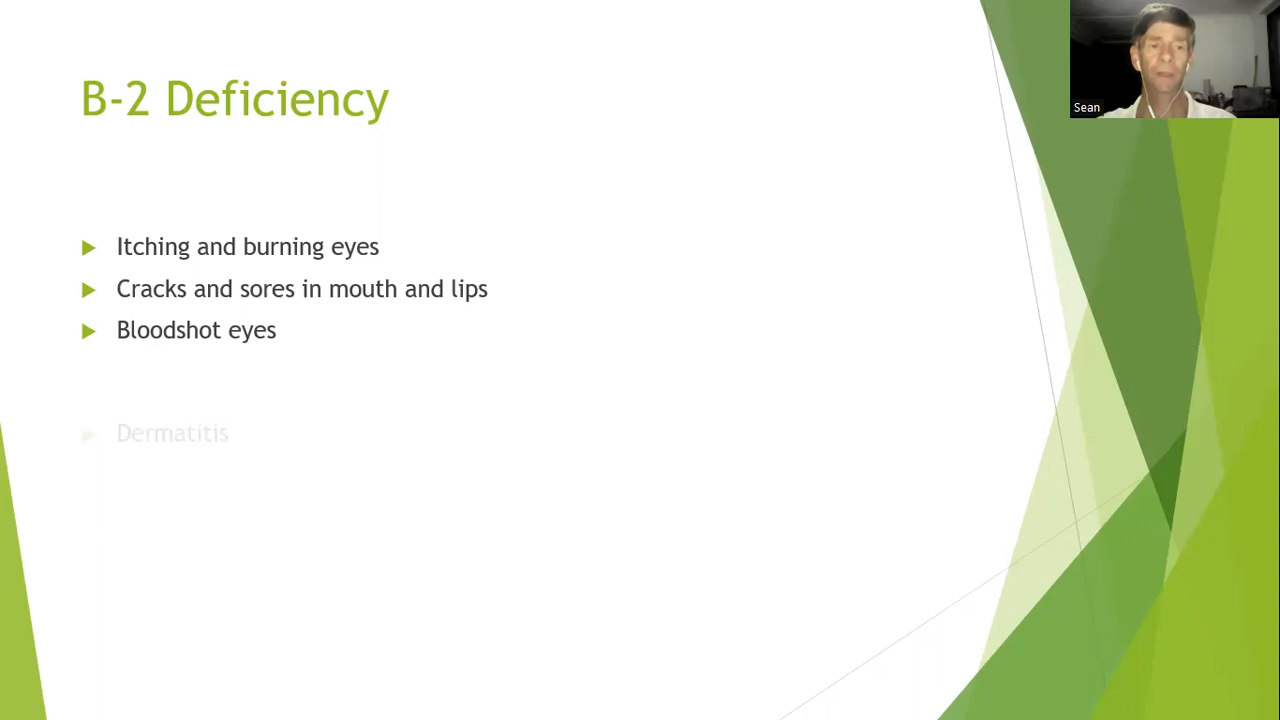 B-2 Deficiency
Sean
Itching and burning eyes
Cracks and sores in mouth and lips
Bloodshot eyes
Dermatitis